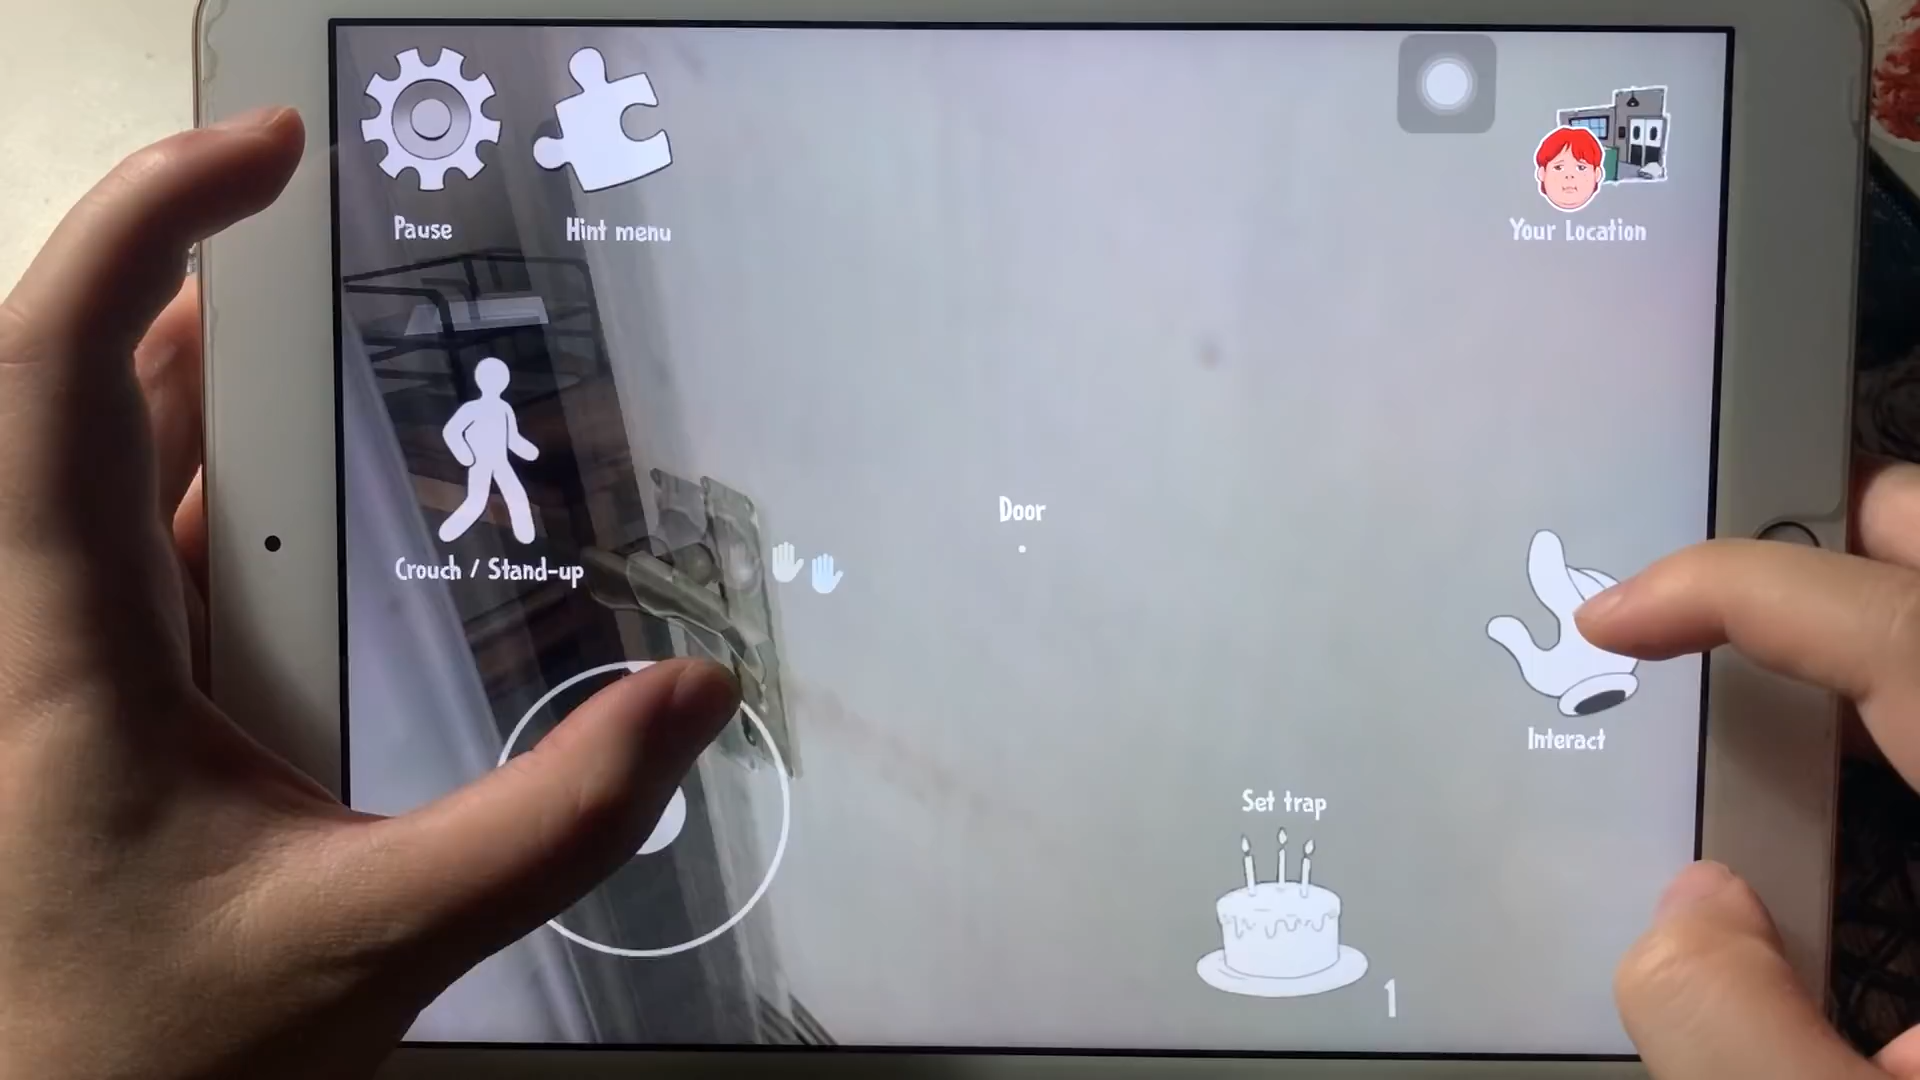 Pause
Hint menu
Your Location
Crouch / Stand-up
Door
Interact
Set trap
1